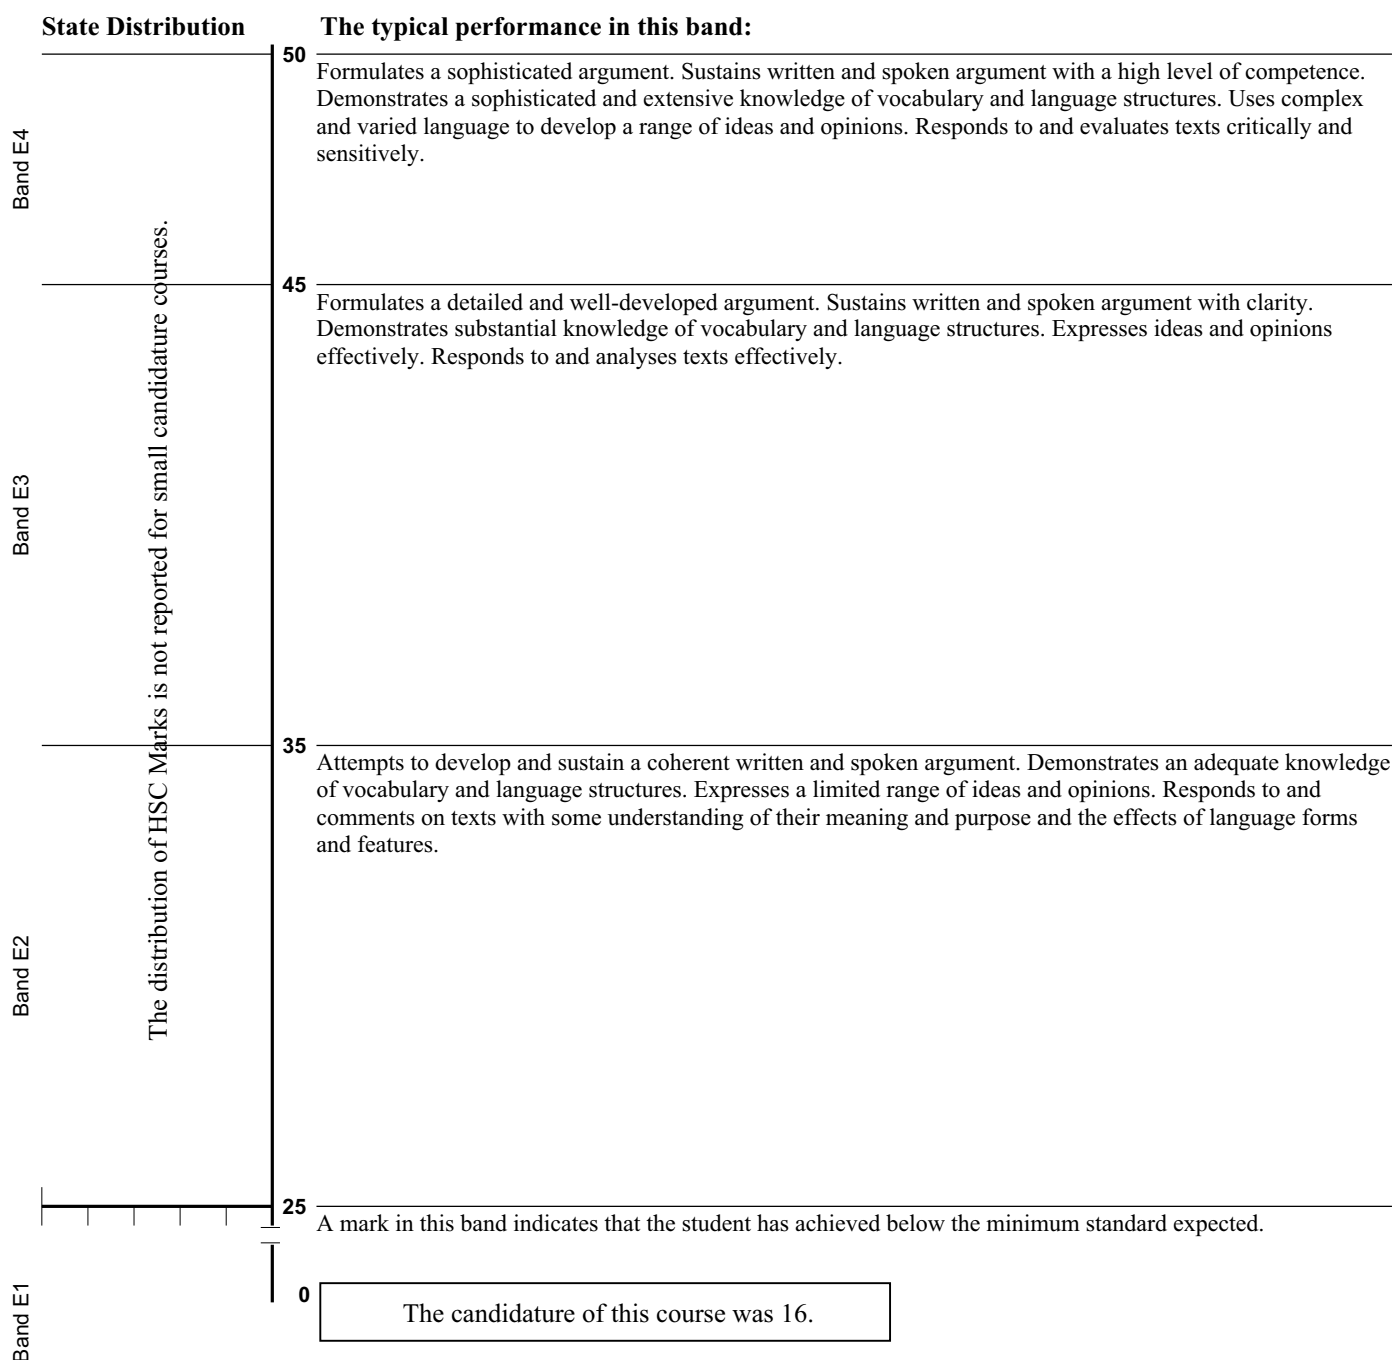 State Distribution
The typical performance in this band:
50
Formulates a sophisticated argument. Sustains written and spoken argument with a high level of competence.
Demonstrates a sophisticated and extensive knowledge of vocabulary and language structures. Uses complex
and varied language to develop a range of ideas and opinions. Responds to and evaluates texts critically and
sensitively.
Band E4
45
Formulates a detailed and well-developed argument. Sustains written and spoken argument with clarity.
Demonstrates substantial knowledge of vocabulary and language structures. Expresses ideas and opinions
effectively. Responds to and analyses texts effectively.
Band E3
The distribution of HSC Marks is not reported for small candidature courses.
35
Attempts to develop and sustain a coherent written and spoken argument. Demonstrates an adequate knowledge
of vocabulary and language structures. Expresses a limited range of ideas and opinions. Responds to and
comments on texts with some understanding of their meaning and purpose and the effects of language forms
and features.
Band E2
25
A mark in this band indicates that the student has achieved below the minimum standard expected.
Band E1
0
The candidature of this course was 16.